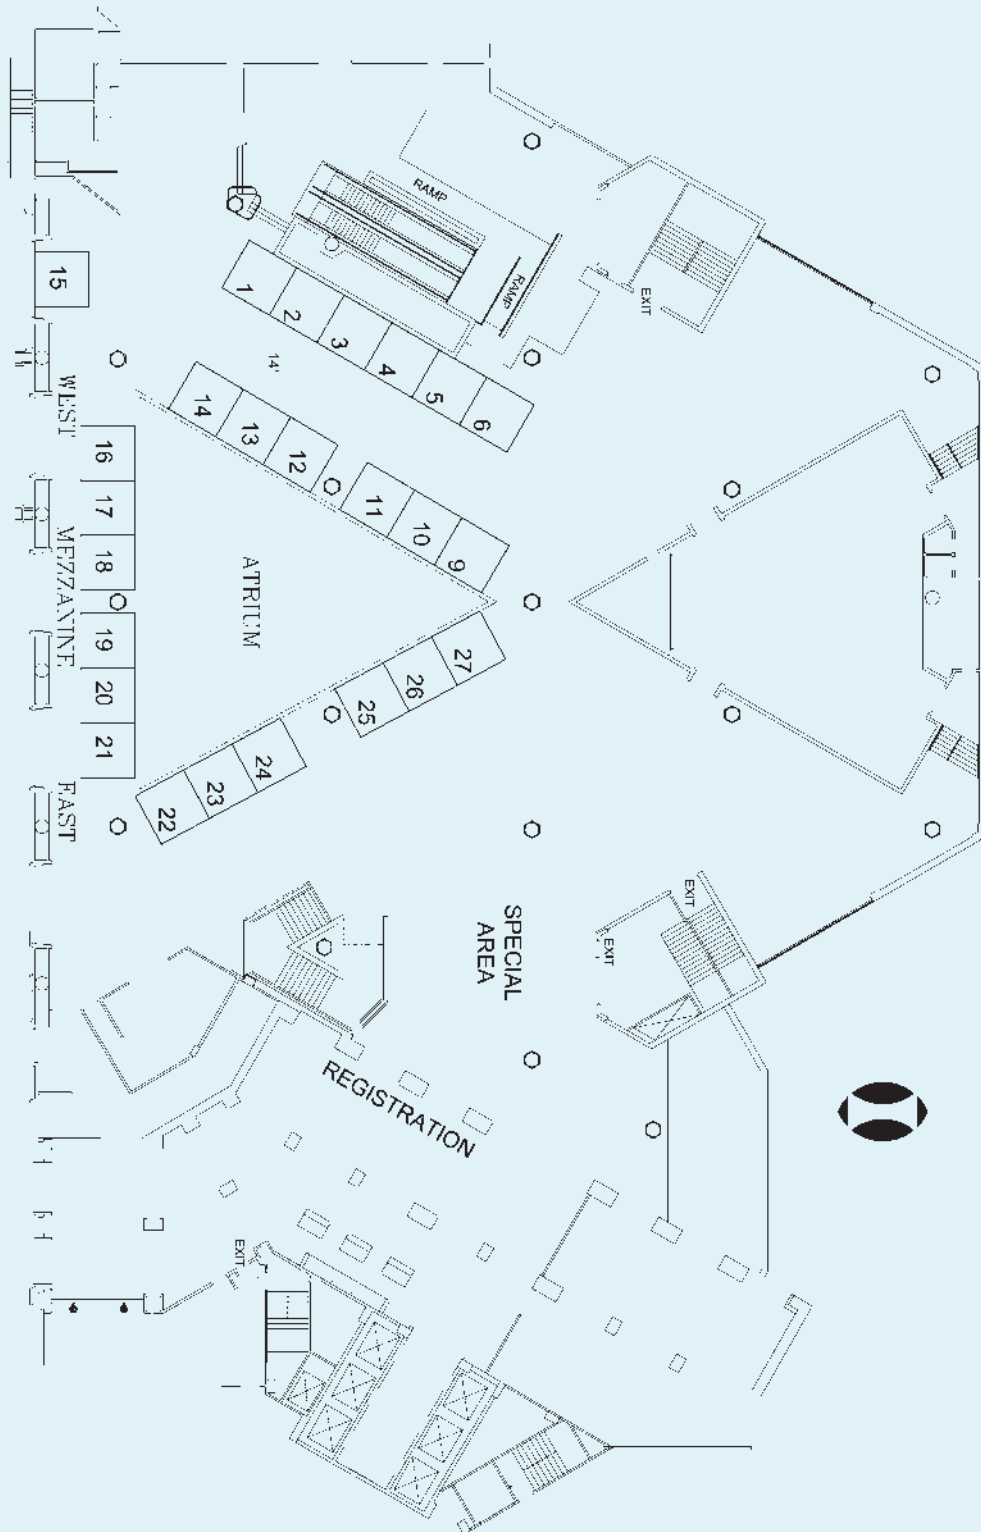 RAMP
RAMP
EXIT
15
1
2
3
4
5
6
14'
WEST
14
13
12
11
10
9
16
17
18
MEZZANINE
ATRIUM
19
20
21
27
26
25
24
23
22
EAST
SPECIAL
AREA
EXIT
EXIT
REGISTRATION
EXIT